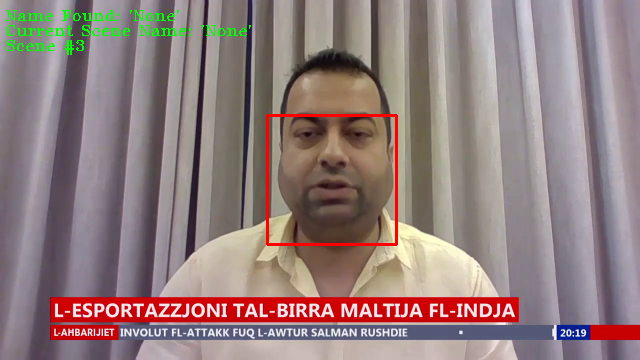 Name Found: 'None'
Current Scene Name: 'None'
Scene #3
L-ESPORTAZZJONI TAL-BIRRA MALTIJA FL-INDJA
L-AĦBARIJIET INVOLUT FL-ATTAKK FUQ L-AWTUR SALMAN RUSHDIE
20:19